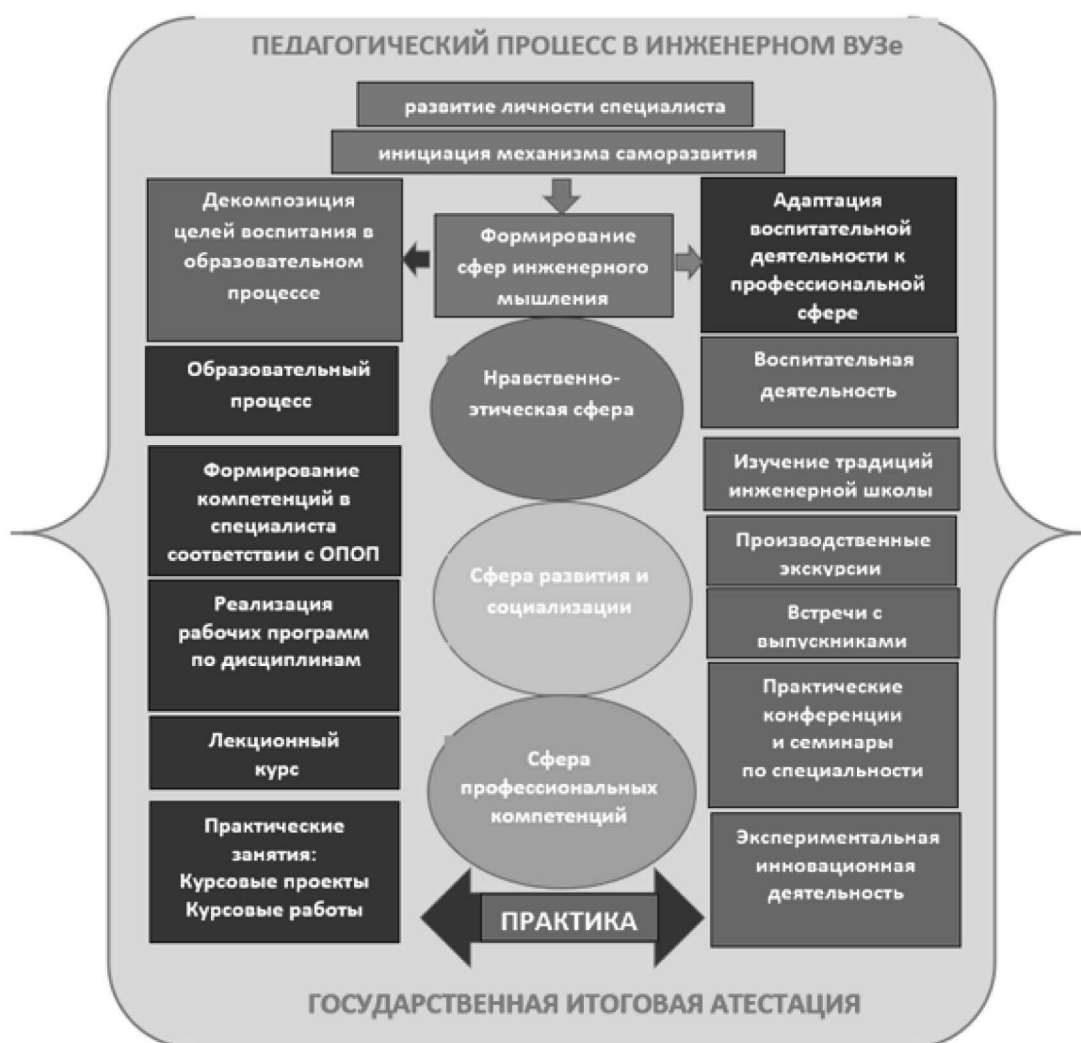 ПЕДАГОГИЧЕСКИЙ ПРОЦЕСС В ИНЖЕНЕРНОМ ВУЗе
развитие личности специалиста
инициация механизма саморазвития
Декомпозиция
целей воспитания в
образовательном
процессе
Образовательный
процесс
Формирование
компетенций в
специалиста
соответствии с ОПОП
Реализация
рабочих программ
по дисциплинам
Лекционный
курс
Практические
занятия:
Курсовые проекты
Курсовые работы
Формирование
сфер инженерного
мышления
Нравственно-
этическая сфера
Сфера развития и
социализации
Сфера
профессиональных
компетенций
ПРАКТИКА
Адаптация
воспитательной
деятельности к
профессиональной
сфере
Воспитательная
деятельность
Изучение традиций
инженерной школы
Производственные
экскурсии
Встречи с
выпускниками
Практические
конференции
и семинары
по специальности
Экспериментальная
инновационная
деятельность
ГОСУДАРСТВЕННАЯ ИТОГОВАЯ АТЕСТАЦИЯ